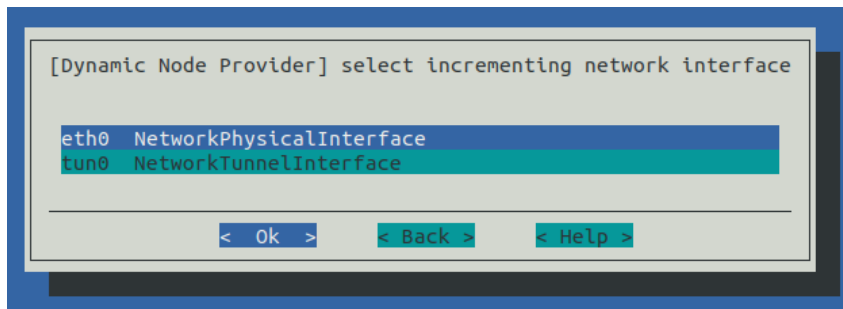 [Dynamic Node Provider] select incrementing network interface
eth0  NetworkPhysicalInterface
tun0  NetworkTunnelInterface
<  Ok  >  < Back >  < Help >